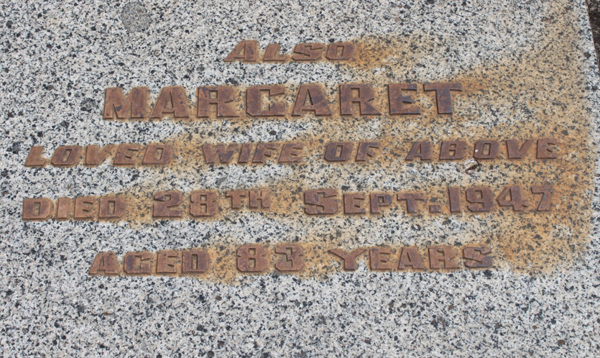 ALSO
MARGARET
LOVED WIFE OF ABOVE
DIED 28TH SEPT. 1947
AGED 83 YEARS